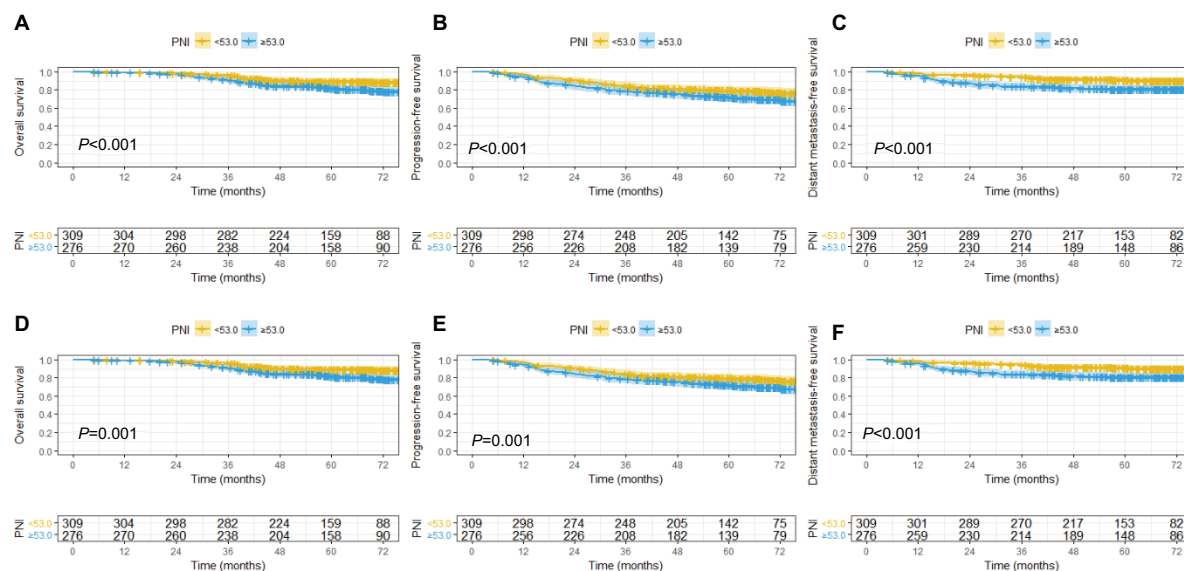 A
PNI <53.0 ≥53.0
Overall survival
1.0
0.8
0.6
0.4
0.2
0.0
P<0.001
0 12 24 36 48 60 72
Time (months)
PNI
<53.0 309 304 298 282 224 159 88
≥53.0 276 270 260 238 204 158 90
0 12 24 36 48 60 72
Time (months)
B
PNI <53.0 ≥53.0
Progression-free survival
1.0
0.8
0.6
0.4
0.2
0.0
P<0.001
0 12 24 36 48 60 72
Time (months)
PNI
<53.0 309 298 274 248 205 142 75
≥53.0 276 256 226 208 182 139 79
0 12 24 36 48 60 72
Time (months)
C
PNI <53.0 ≥53.0
Distant metastasis-free survival
1.0
0.8
0.6
0.4
0.2
0.0
P<0.001
0 12 24 36 48 60 72
Time (months)
PNI
<53.0 309 301 289 270 217 153 82
≥53.0 276 259 230 214 189 148 86
0 12 24 36 48 60 72
Time (months)
D
PNI <53.0 ≥53.0
Overall survival
1.0
0.8
0.6
0.4
0.2
0.0
P=0.001
0 12 24 36 48 60 72
Time (months)
PNI
<53.0 309 304 298 282 224 159 88
≥53.0 276 270 260 238 204 158 90
0 12 24 36 48 60 72
Time (months)
E
PNI <53.0 ≥53.0
Progression-free survival
1.0
0.8
0.6
0.4
0.2
0.0
P=0.001
0 12 24 36 48 60 72
Time (months)
PNI
<53.0 309 298 274 248 205 142 75
≥53.0 276 256 226 208 182 139 79
0 12 24 36 48 60 72
Time (months)
F
PNI <53.0 ≥53.0
Distant metastasis-free survival
1.0
0.8
0.6
0.4
0.2
0.0
P<0.001
0 12 24 36 48 60 72
Time (months)
PNI
<53.0 309 301 289 270 217 153 82
≥53.0 276 259 230 214 189 148 86
0 12 24 36 48 60 72
Time (months)